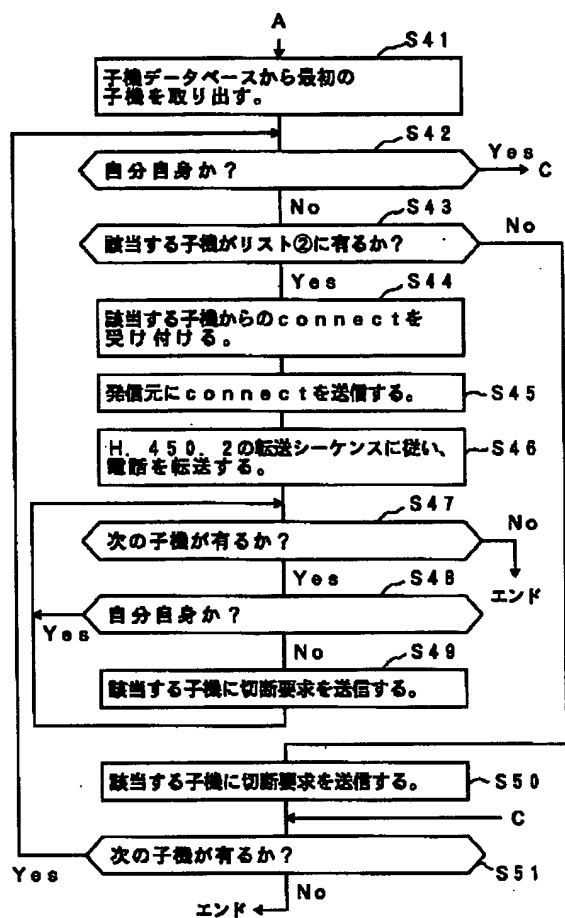 A
S41
子機データベースから最初の
子機を取り出す。
S42
自分自身か?
Yes
C
No
S43
該当する子機がリスト②に有るか?
No
Yes
S44
該当する子機からのconnectを
受け付ける。
発信元にconnectを送信する。
S45
H. 450. 2の転送シーケンスに従い、
電話を転送する。
S46
S47
次の子機が有るか?
No
エンド
Yes
S48
自分自身か?
Yes
No
S49
該当する子機に切断要求を送信する。
該当する子機に切断要求を送信する。
S50
C
次の子機が有るか?
S51
Yes
No
エンド